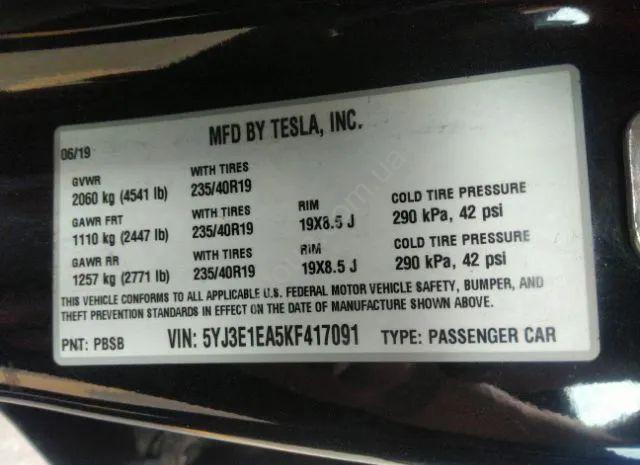 MFD BY TESLA, INC.
06/19
GVWR WITH TIRES
2060 kg (4541 lb) 235/40R19
GAWR FRT WITH TIRES RIM COLD TIRE PRESSURE
1110 kg (2447 lb) 235/40R19 19X8.5 J 290 kPa, 42 psi
GAWR RR WITH TIRES RIM COLD TIRE PRESSURE
1257 kg (2771 lb) 235/40R19 19X8.5 J 290 kPa, 42 psi
THIS VEHICLE CONFORMS TO ALL APPLICABLE U.S. FEDERAL MOTOR VEHICLE SAFETY, BUMPER, AND
THEFT PREVENTION STANDARDS IN EFFECT ON THE DATE OF MANUFACTURE SHOWN ABOVE.
PNT: PBSB VIN: 5YJ3E1EA5KF417091 TYPE: PASSENGER CAR